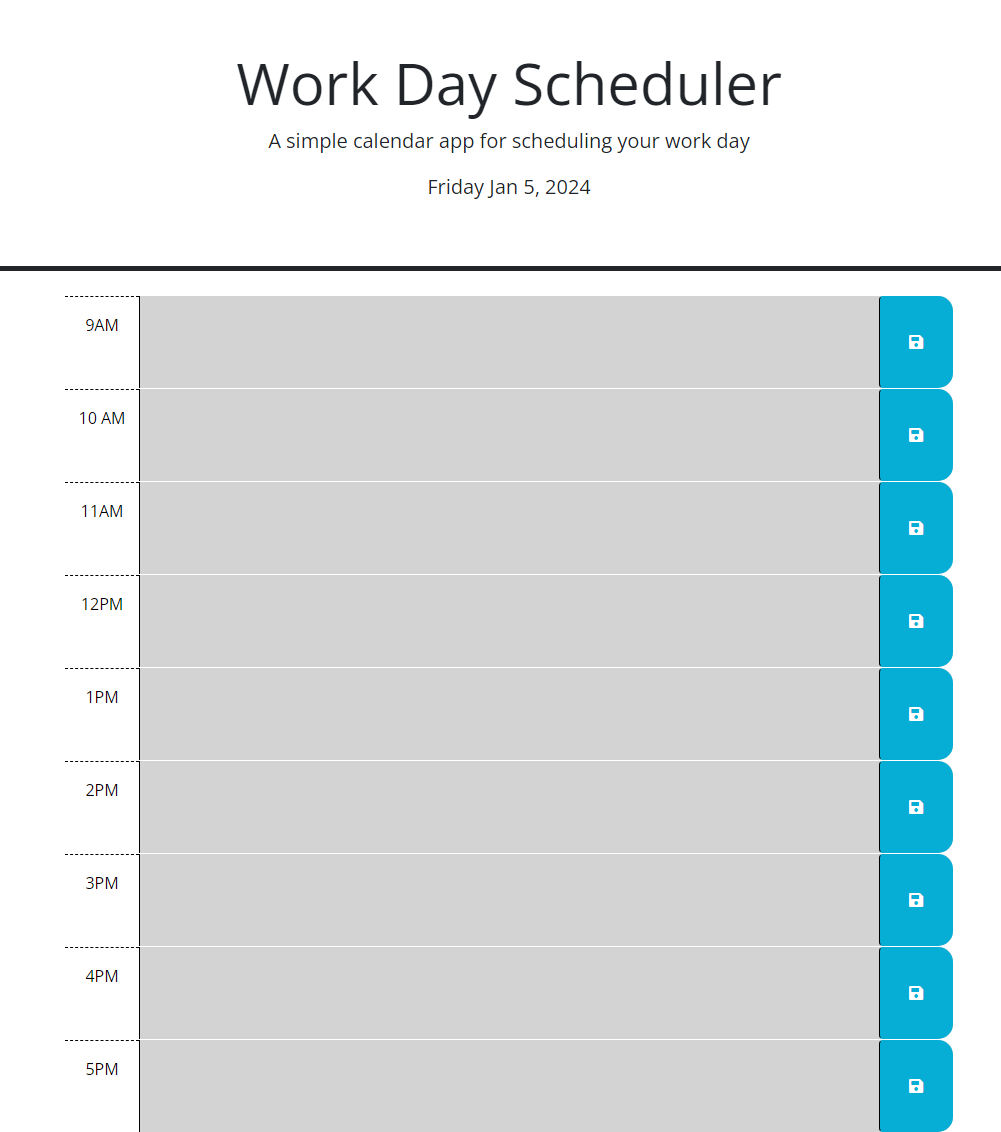 Work Day Scheduler
A simple calendar app for scheduling your work day
Friday Jan 5, 2024
9AM
10 AM
11AM
12PM
1PM
2PM
3PM
4PM
5PM